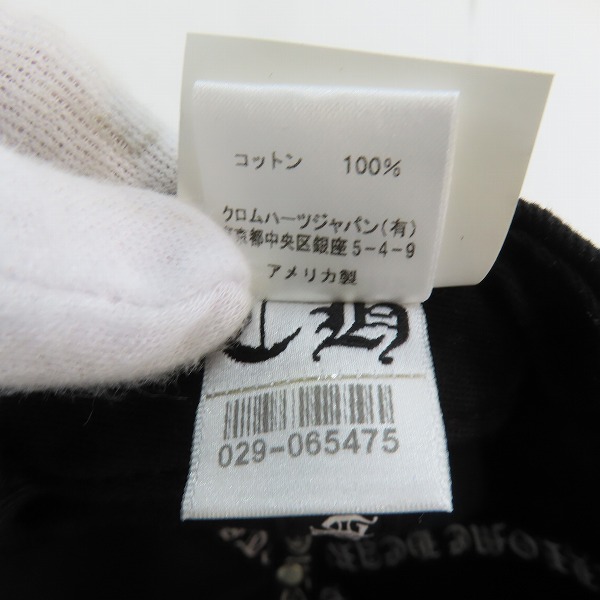 コットン 100%
クロムハーツジャパン(有)
東京都中央区銀座5-4-9
アメリカ製
CH
029-065475